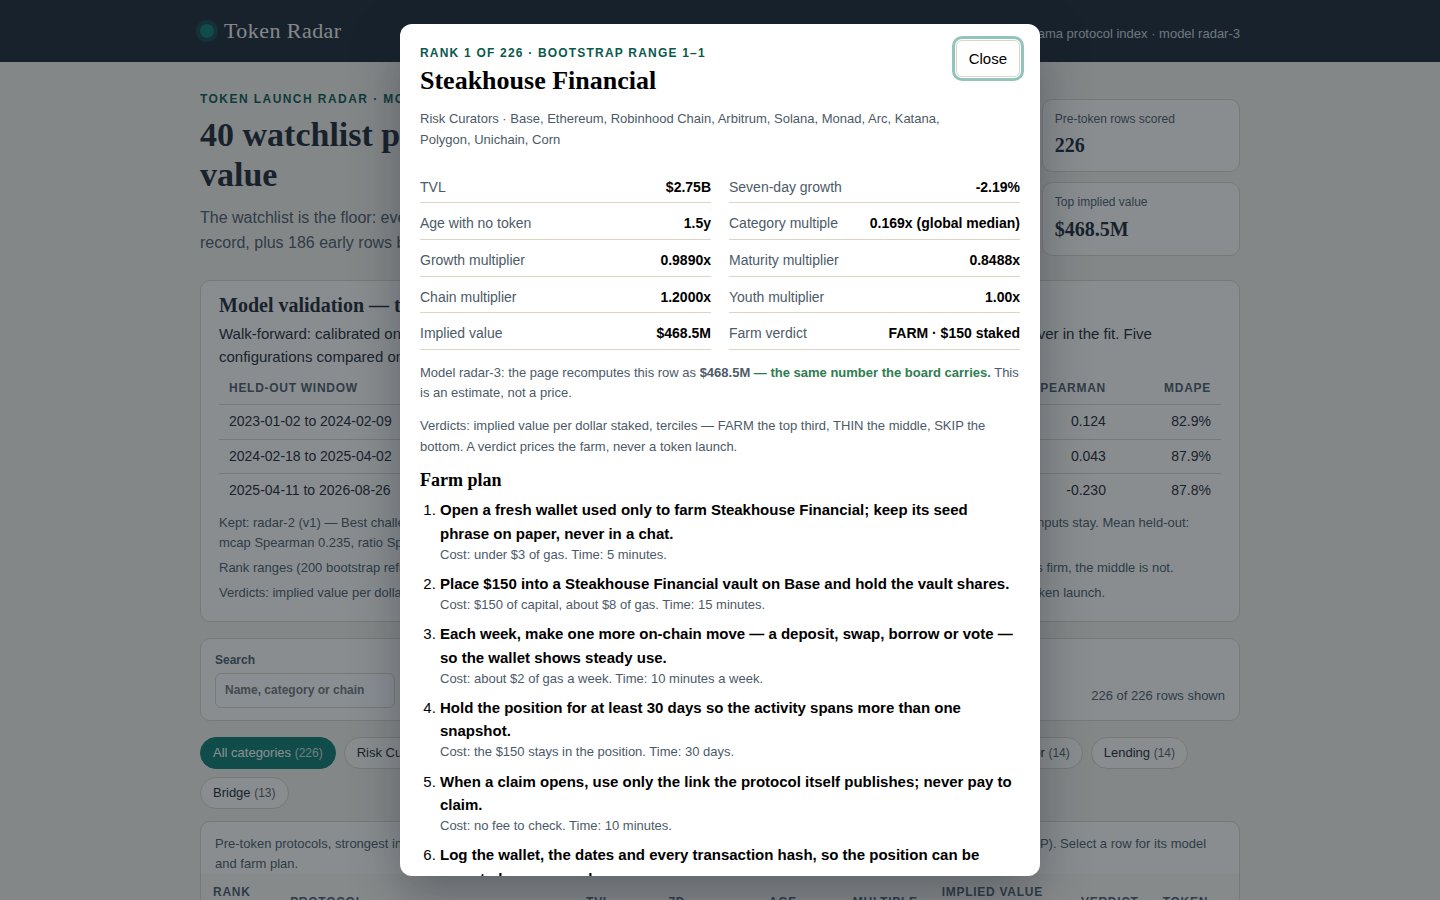 Token Radar
ama protocol index · model radar-3
TOKEN LAUNCH RADAR · MO
40 watchlist p
value
The watchlist is the floor: eve
record, plus 186 early rows b
Pre-token rows scored
226
Top implied value
$468.5M
Model validation — t
Walk-forward: calibrated on
ver in the fit. Five
configurations compared on
HELD-OUT WINDOW
PEARMAN
MDAPE
2023-01-02 to 2024-02-09
0.124
82.9%
2024-02-18 to 2025-04-02
0.043
87.9%
2025-04-11 to 2026-08-26
-0.230
87.8%
Kept: radar-2 (v1) — Best challe
nputs stay. Mean held-out:
mcap Spearman 0.235, ratio Sp
Rank ranges (200 bootstrap ref
s firm, the middle is not.
Verdicts: implied value per dolla
ken launch.
Search
Name, category or chain
226 of 226 rows shown
All categories (226)
Risk Cu
r (14)
Lending (14)
Bridge (13)
Pre-token protocols, strongest in
P). Select a row for its model
and farm plan.
RANK
IMPLIED VALUE
RANK 1 OF 226 · BOOTSTRAP RANGE 1–1
Close
Steakhouse Financial
Risk Curators · Base, Ethereum, Robinhood Chain, Arbitrum, Solana, Monad, Arc, Katana,
Polygon, Unichain, Corn
TVL $2.75B
Seven-day growth -2.19%
Age with no token 1.5y
Category multiple 0.169x (global median)
Growth multiplier 0.9890x
Maturity multiplier 0.8488x
Chain multiplier 1.2000x
Youth multiplier 1.00x
Implied value $468.5M
Farm verdict FARM · $150 staked
Model radar-3: the page recomputes this row as $468.5M — the same number the board carries. This
is an estimate, not a price.
Verdicts: implied value per dollar staked, terciles — FARM the top third, THIN the middle, SKIP the
bottom. A verdict prices the farm, never a token launch.
Farm plan
1. Open a fresh wallet used only to farm Steakhouse Financial; keep its seed
phrase on paper, never in a chat.
Cost: under $3 of gas. Time: 5 minutes.
2. Place $150 into a Steakhouse Financial vault on Base and hold the vault shares.
Cost: $150 of capital, about $8 of gas. Time: 15 minutes.
3. Each week, make one more on-chain move — a deposit, swap, borrow or vote —
so the wallet shows steady use.
Cost: about $2 of gas a week. Time: 10 minutes a week.
4. Hold the position for at least 30 days so the activity spans more than one
snapshot.
Cost: the $150 stays in the position. Time: 30 days.
5. When a claim opens, use only the link the protocol itself publishes; never pay to
claim.
Cost: no fee to check. Time: 10 minutes.
6. Log the wallet, the dates and every transaction hash, so the position can be